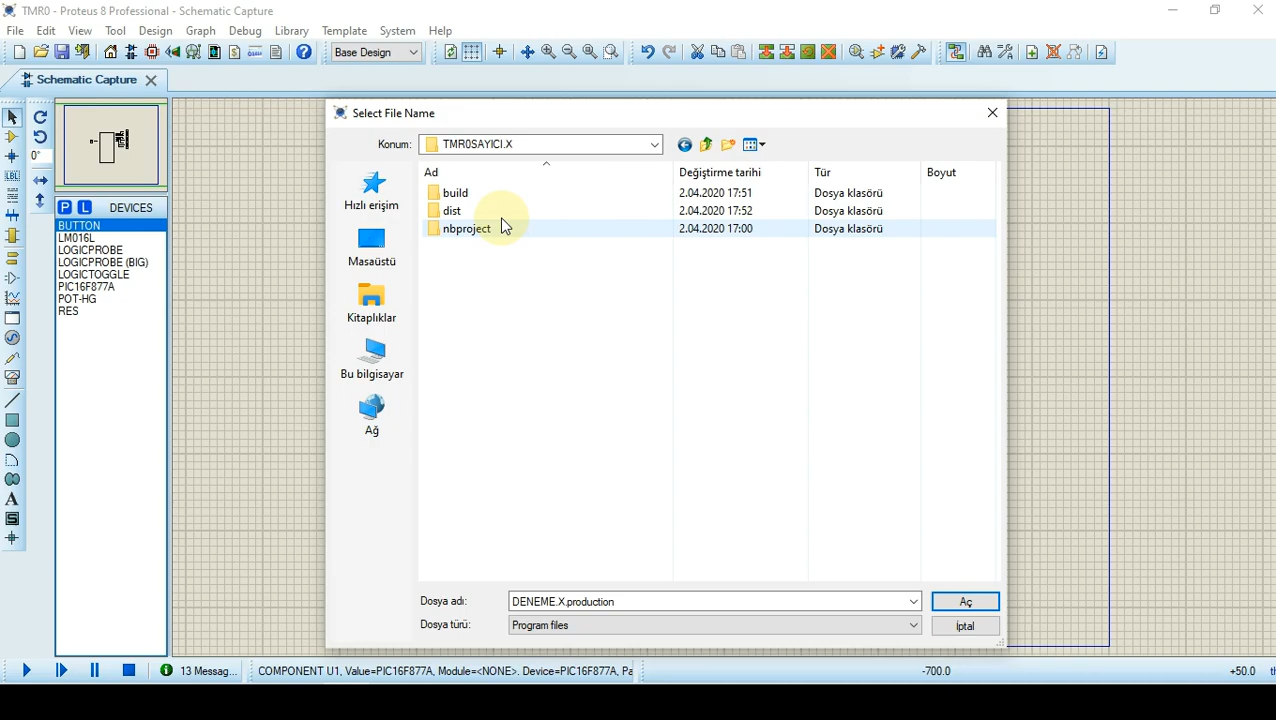 TMR0 - Proteus 8 Professional - Schematic Capture
File Edit View Tool Design Graph Debug Library Template System Help
Base Design
Schematic Capture
Select File Name
Konum: TMR0SAYICI.X
0°
Ad Değiştirme tarihi Tür Boyut
build 2.04.2020 17:51 Dosya klasörü
dist 2.04.2020 17:52 Dosya klasörü
nbproject 2.04.2020 17:00 Dosya klasörü
Hızlı erişim
Masaüstü
Kitaplıklar
Bu bilgisayar
Ağ
P L DEVICES
BUTTON
LM016L
LOGICPROBE
LOGICPROBE (BIG)
LOGICTOGGLE
PIC16F877A
POT-HG
RES
LBL
A
S
Dosya adı: DENEME.X.production Aç
Dosya türü: Program files İptal
13 Messag... COMPONENT U1, Value=PIC16F877A, Module=<NONE>. Device=PIC16F877A, Pa -700.0 +50.0 th